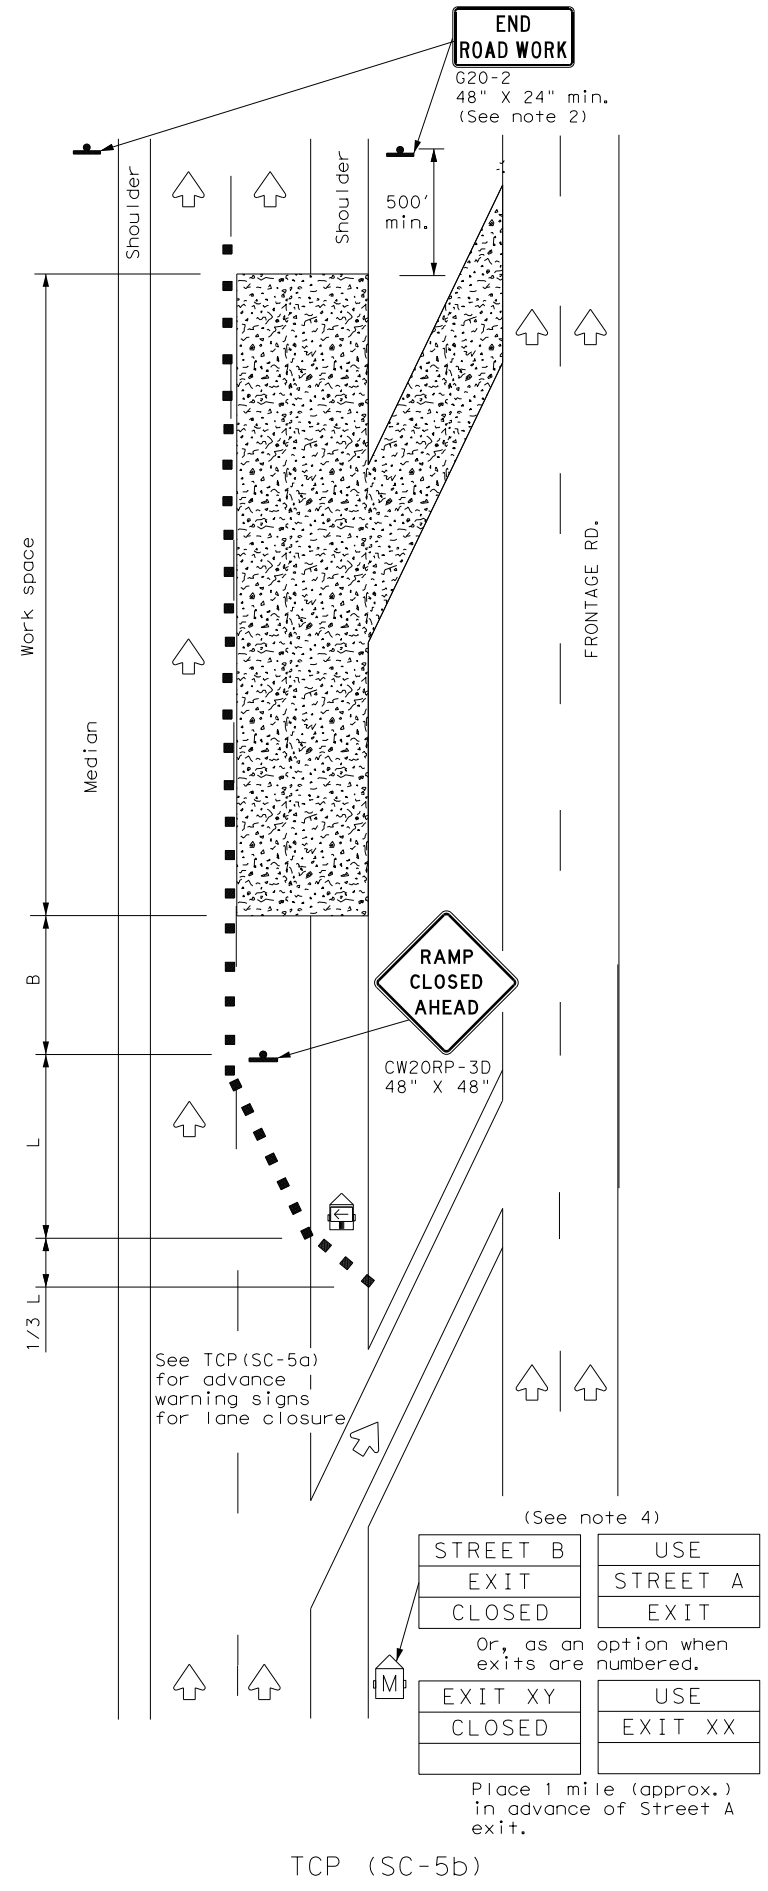 END
ROAD WORK
G20-2
48" X 24" min.
(See note 2)
Shoulder
Shoulder
500'
min.
Work space
FRONTAGE RD.
Median
RAMP
CLOSED
AHEAD
B
CW20RP-3D
48" X 48"
L
1/3 L
See TCP(SC-5a)
for advance
warning signs
for lane closure
(See note 4)
STREET B
EXIT
CLOSED
USE
STREET A
EXIT
Or, as an option when
exits are numbered.
M
EXIT XY
CLOSED
USE
EXIT XX
Place 1 mile (approx.)
in advance of Street A
exit.
TCP (SC-5b)